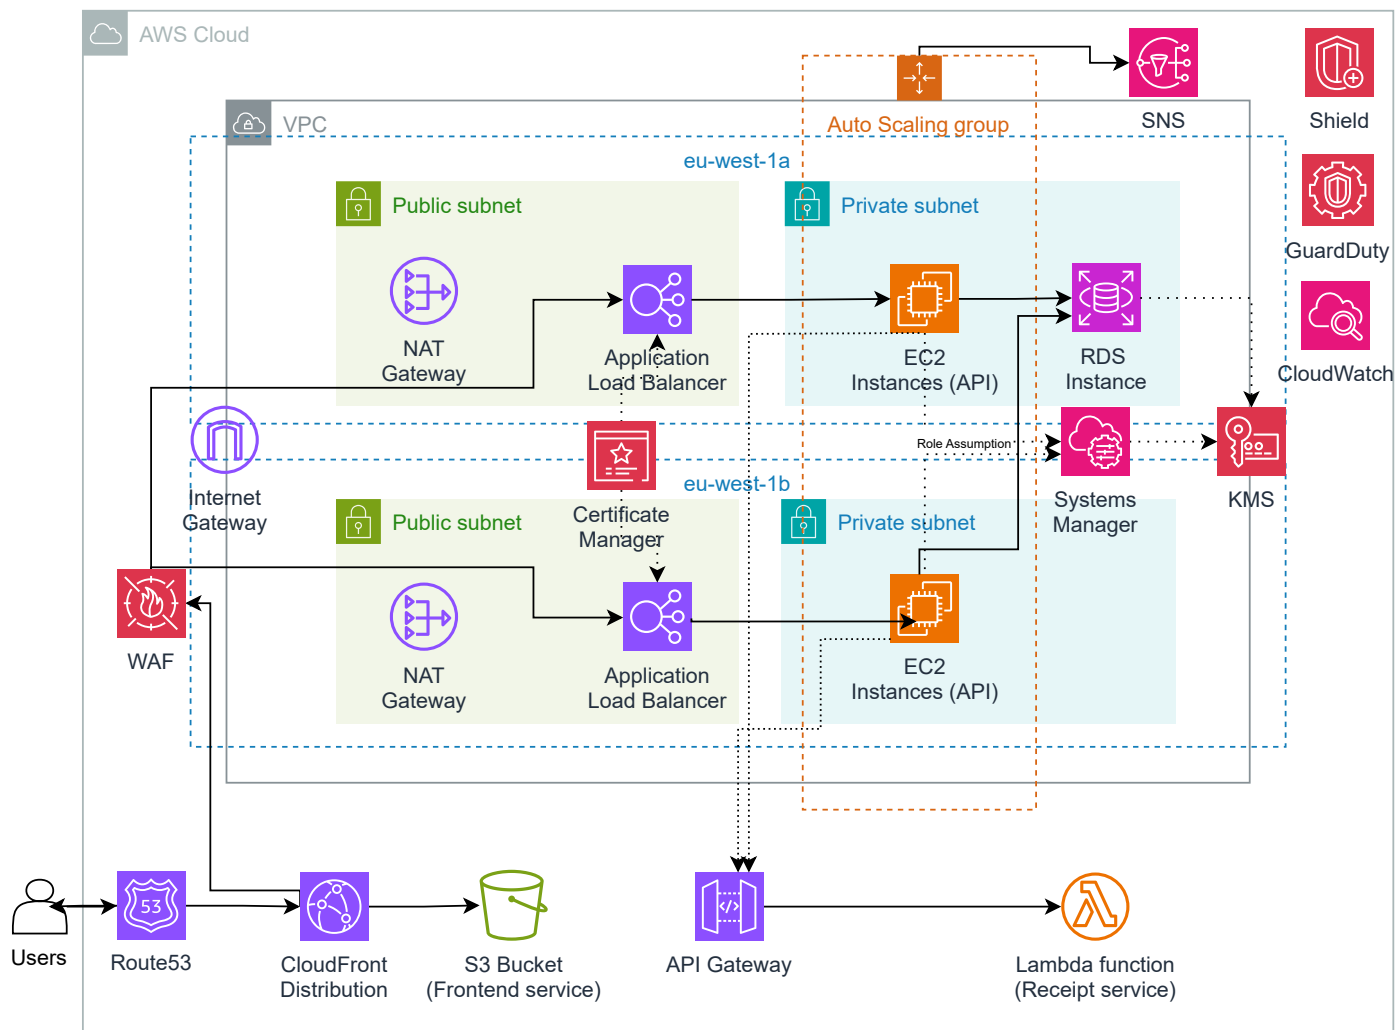 AWS Cloud
VPC
Auto Scaling group
SNS
Shield
eu-west-1a
Public subnet
Private subnet
GuardDuty
NAT
Gateway
Application
Load Balancer
EC2
Instances (API)
RDS
Instance
CloudWatch
Role Assumption
Internet
Gateway
eu-west-1b
Certificate
Manager
Systems
Manager
KMS
Public subnet
Private subnet
WAF
NAT
Gateway
Application
Load Balancer
EC2
Instances (API)
53
Users
Route53
CloudFront
Distribution
S3 Bucket
(Frontend service)
</>
API Gateway
Lambda function
(Receipt service)